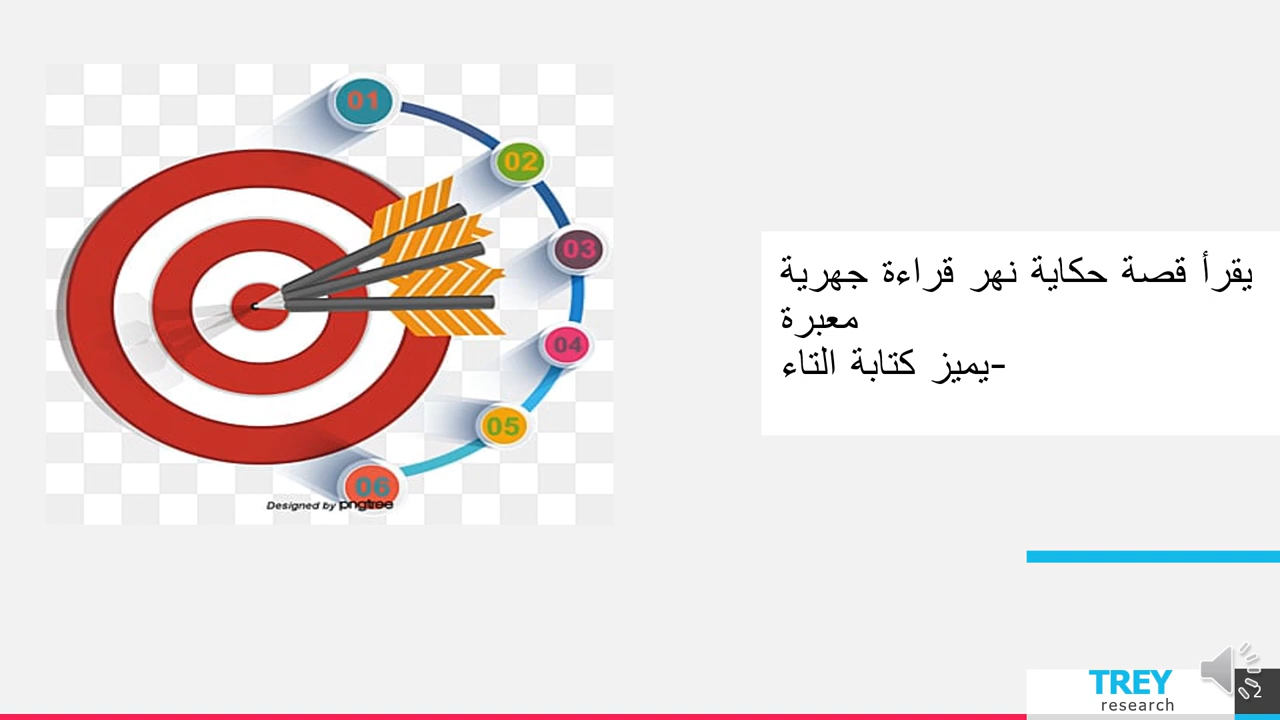 01
02
03
04
05
06
Designed by pngtree
يقرأ قصة حكاية نهر قراءة جهرية
معبرة
-يميز كتابة التاء
TREY
research
2